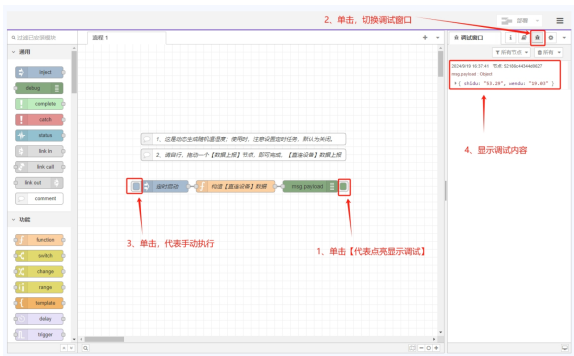 2、单击，切换调试窗口
部署
过滤已安装模块
流程 1
调试窗口
通用
所有节点
所有
inject
debug
complete
catch
status
link in
link call
link out
comment
2024/9/19 16:37:41
msg.payload : Object
4、显示调试内容
1、这是动态生成随机温湿度；使用时，注意设置定时任务，默认为关闭。
2、请自行，拖动一个【数据上报】节点，即可完成，【直连设备】数据上报
定时启动
构造【直连设备】数据
msg.payload
3、单击，代表手动执行
1、单击【代表点亮显示调试】
功能
function
switch
change
range
template
delay
trigger